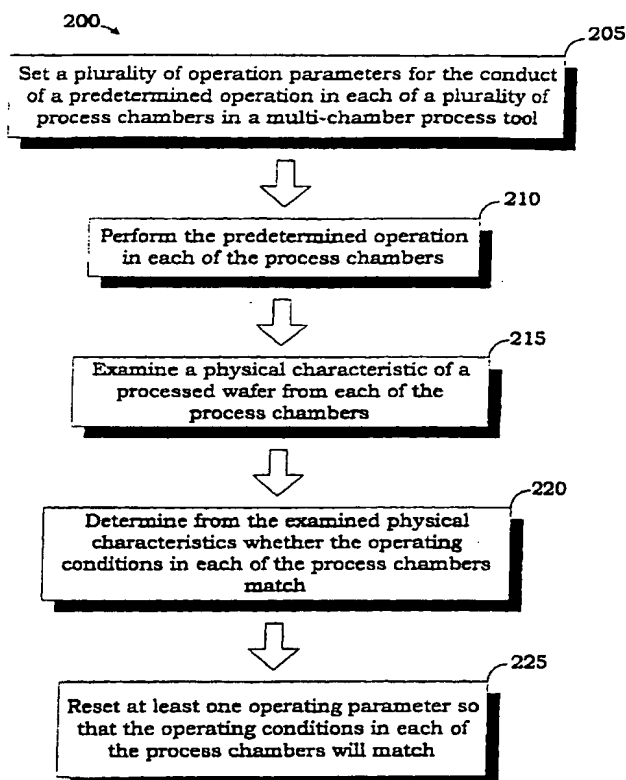 200
205
Set a plurality of operation parameters for the conduct
of a predetermined operation in each of a plurality of
process chambers in a multi-chamber process tool
210
Perform the predetermined operation
in each of the process chambers
215
Examine a physical characteristic of a
processed wafer from each of the
process chambers
220
Determine from the examined physical
characteristics whether the operating
conditions in each of the process chambers
match
225
Reset at least one operating parameter so
that the operating conditions in each of
the process chambers will match